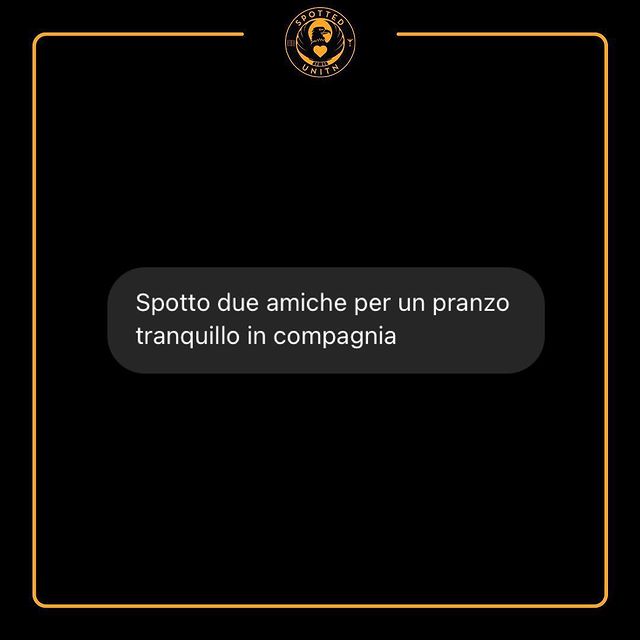 SPOTTED
UNITN
Spotto due amiche per un pranzo
tranquillo in compagnia